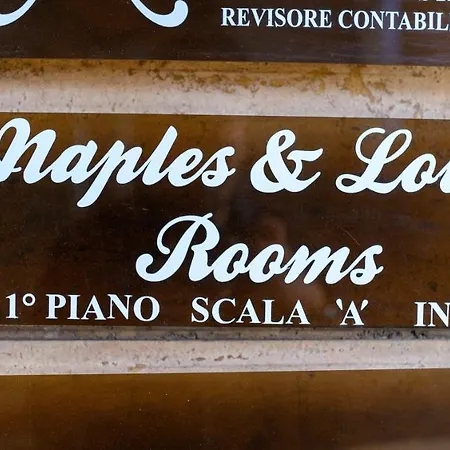 REVISORE CONTABIL
Naples & Lo
Rooms
1° PIANO SCALA 'A' IN